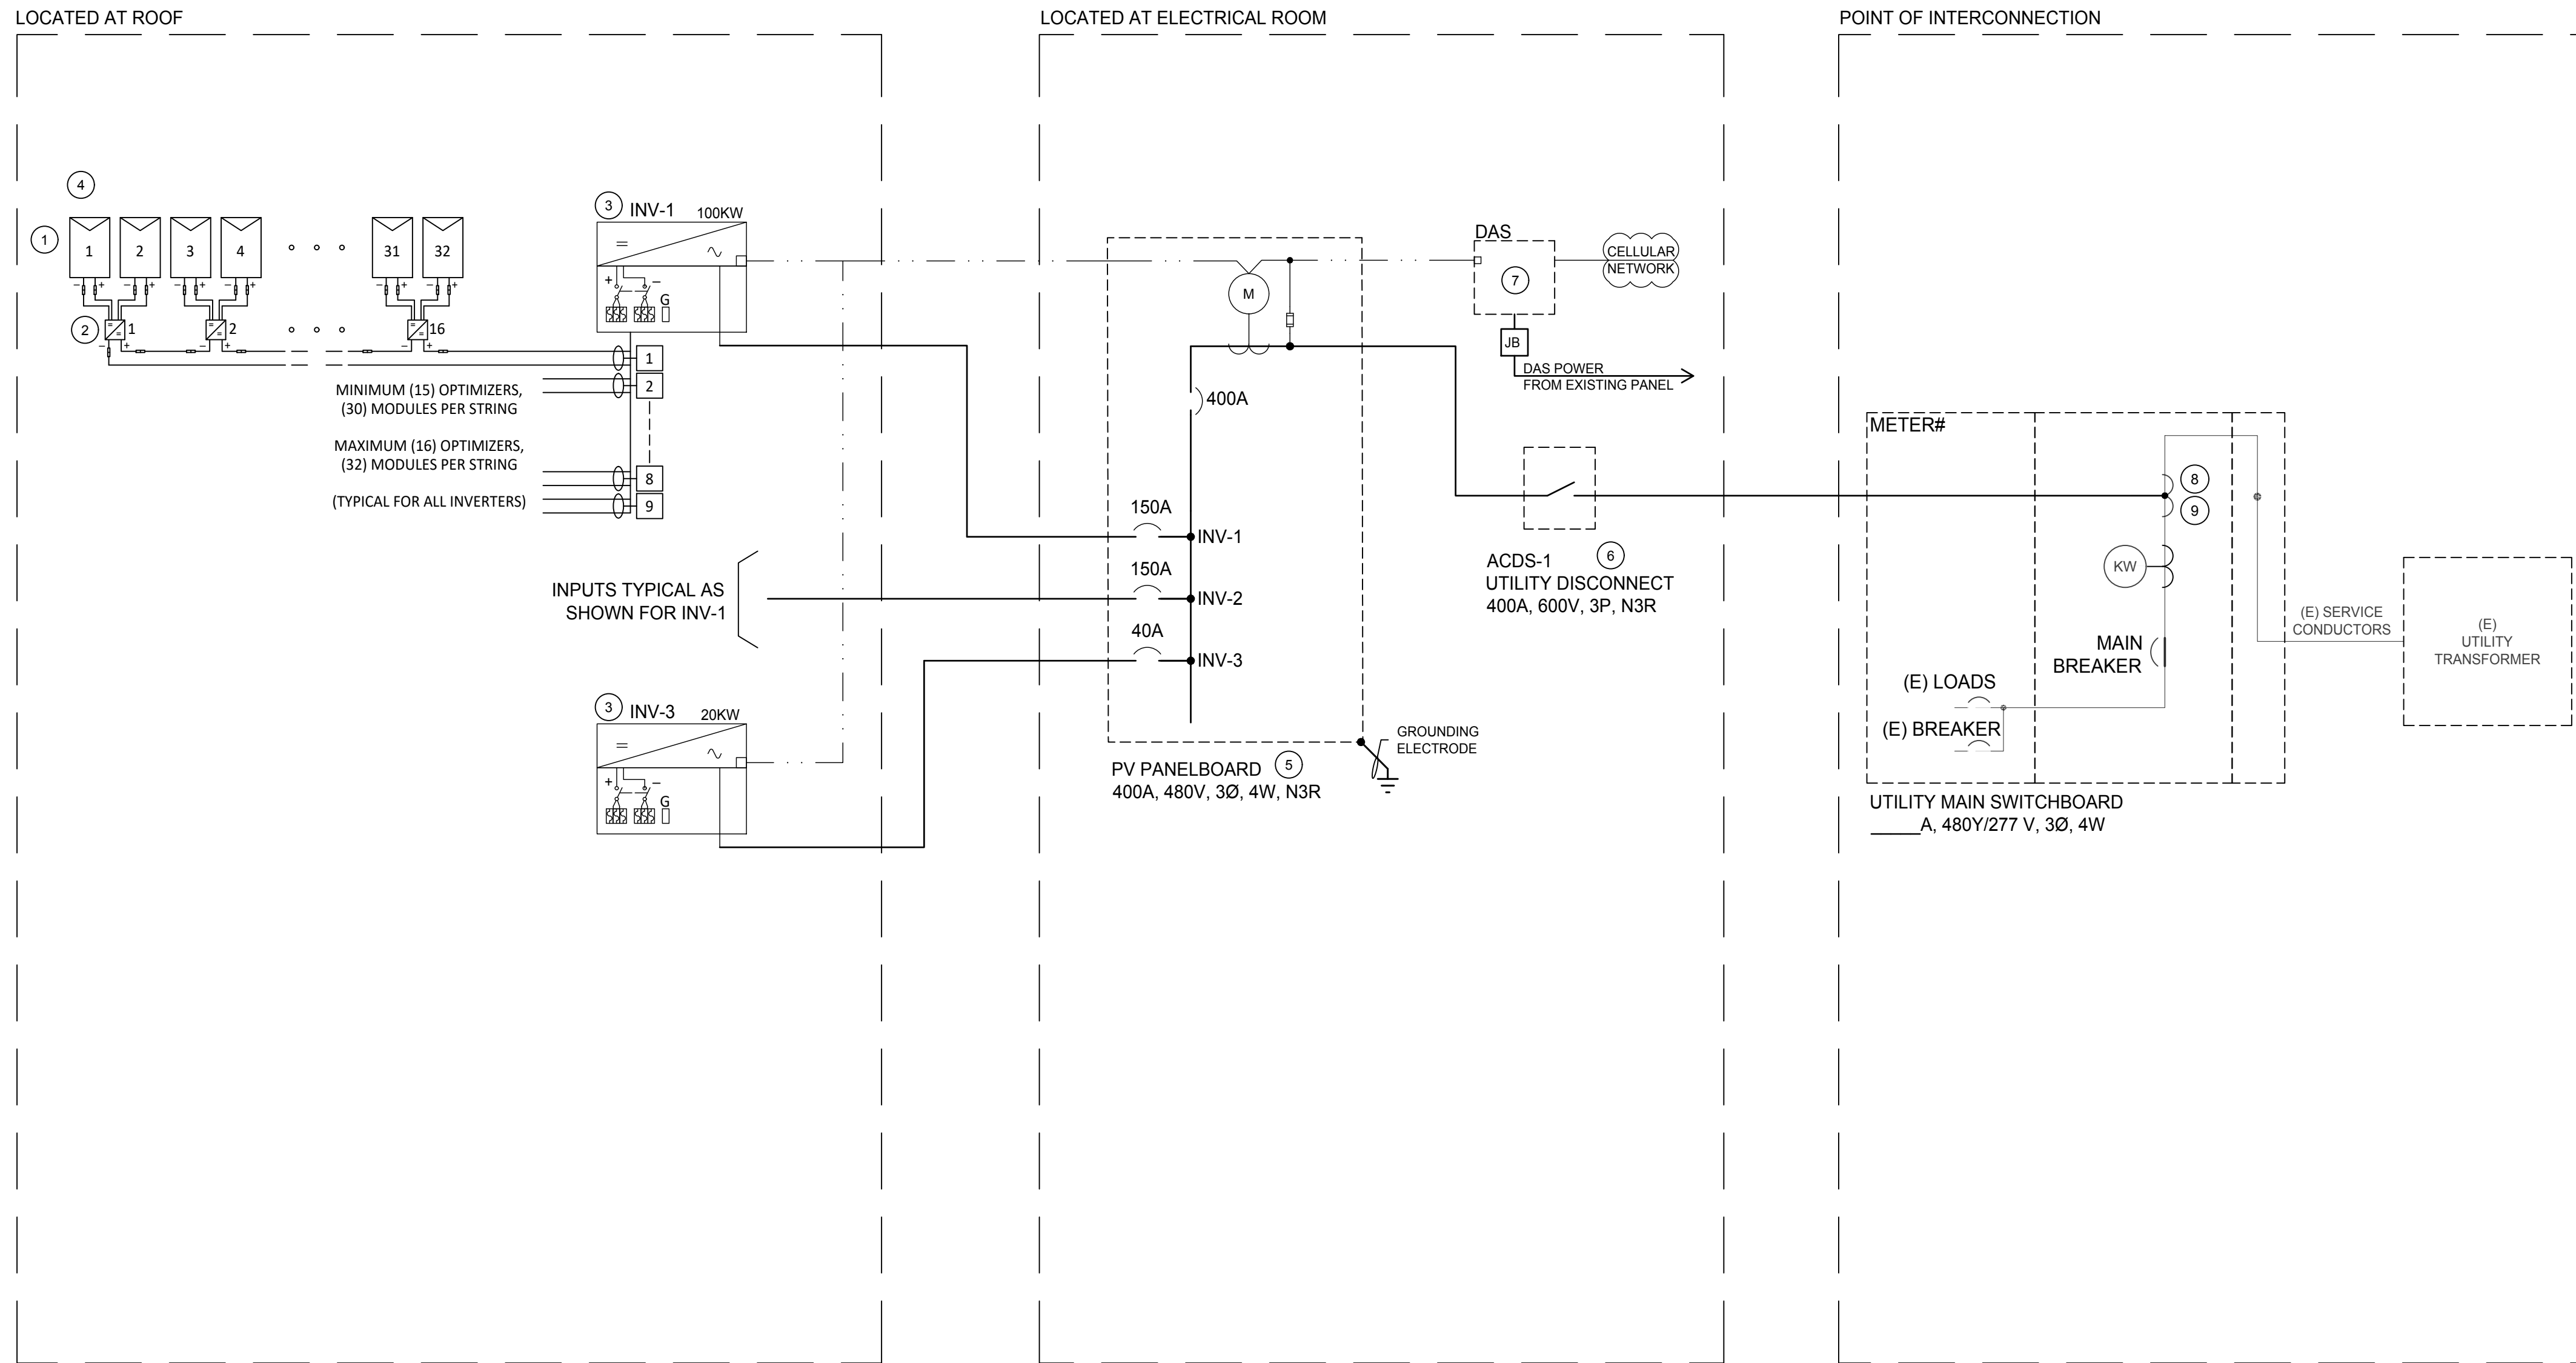 LOCATED AT ROOF
LOCATED AT ELECTRICAL ROOM
POINT OF INTERCONNECTION
4
1
1
2
3
4
31
32
- + - + - + - + - + - +
2
1
2
16
- + - + - +
3 INV-1 100KW
+ -
G
1
2
8
9
MINIMUM (15) OPTIMIZERS,
(30) MODULES PER STRING
MAXIMUM (16) OPTIMIZERS,
(32) MODULES PER STRING
(TYPICAL FOR ALL INVERTERS)
INPUTS TYPICAL AS
SHOWN FOR INV-1
3 INV-3 20KW
+ -
G
M
400A
150A
INV-1
150A
INV-2
40A
INV-3
PV PANELBOARD 5
400A, 480V, 3Ø, 4W, N3R
GROUNDING
ELECTRODE
DAS
7
CELLULAR
NETWORK
JB
DAS POWER
FROM EXISTING PANEL
ACDS-1 6
UTILITY DISCONNECT
400A, 600V, 3P, N3R
METER#
8
9
KW
MAIN
BREAKER
(E) LOADS
(E) BREAKER
UTILITY MAIN SWITCHBOARD
_____A, 480Y/277 V, 3Ø, 4W
(E) SERVICE
CONDUCTORS
(E)
UTILITY
TRANSFORMER